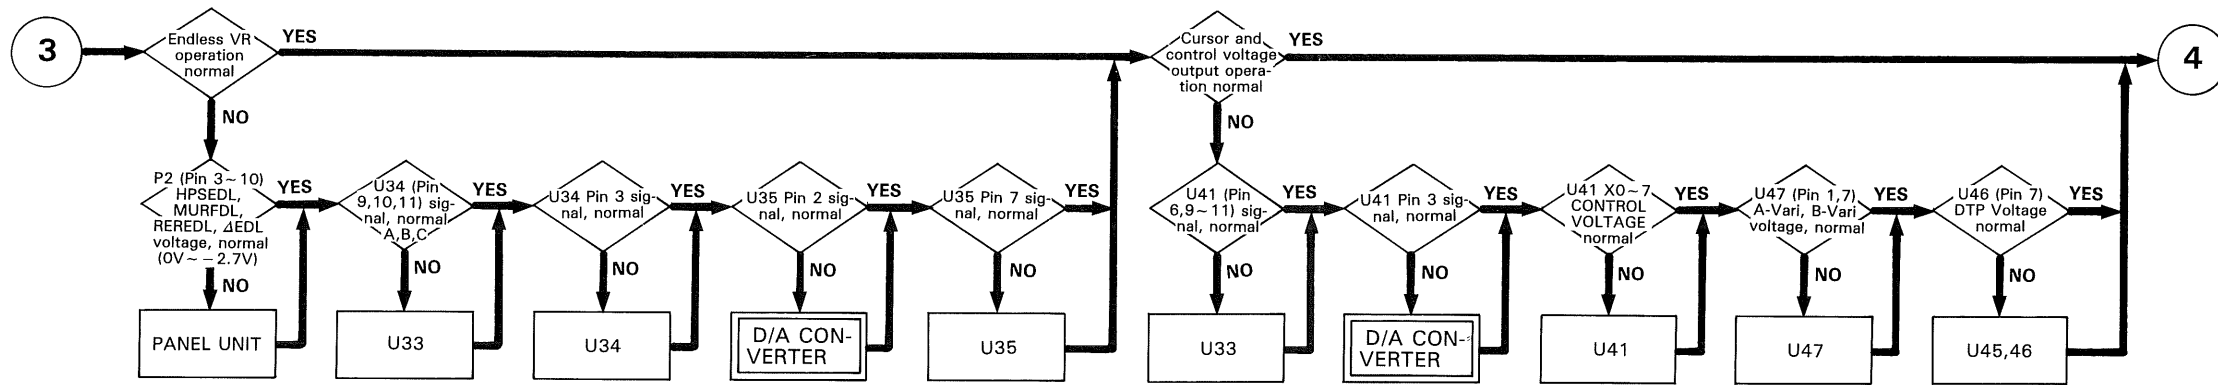 3
Endless VR
operation
normal
YES
NO
Cursor and
control voltage
output opera-
tion normal
YES
NO
4
P2 (Pin 3~10)
HPSEDL,
MURFDL,
REREDL, ΔEDL
voltage, normal
(0V~-2.7V)
YES
NO
U34 (Pin
9,10,11) sig-
nal, normal
A,B,C
YES
NO
U34 Pin 3 sig-
nal, normal
YES
NO
U35 Pin 2 sig-
nal, normal
YES
NO
U35 Pin 7 sig-
nal, normal
YES
NO
U41 (Pin
6,9~11) sig-
nal, normal
YES
NO
U41 Pin 3 sig-
nal, normal
YES
NO
U41 X0~7
CONTROL
VOLTAGE
normal
YES
NO
U47 (Pin 1,7)
A-Vari, B-Vari
voltage, normal
YES
NO
U46 (Pin 7)
DTP Voltage
normal
YES
NO
PANEL UNIT
U33
U34
D/A CON-
VERTER
U35
U33
D/A CON-
VERTER
U41
U47
U45,46